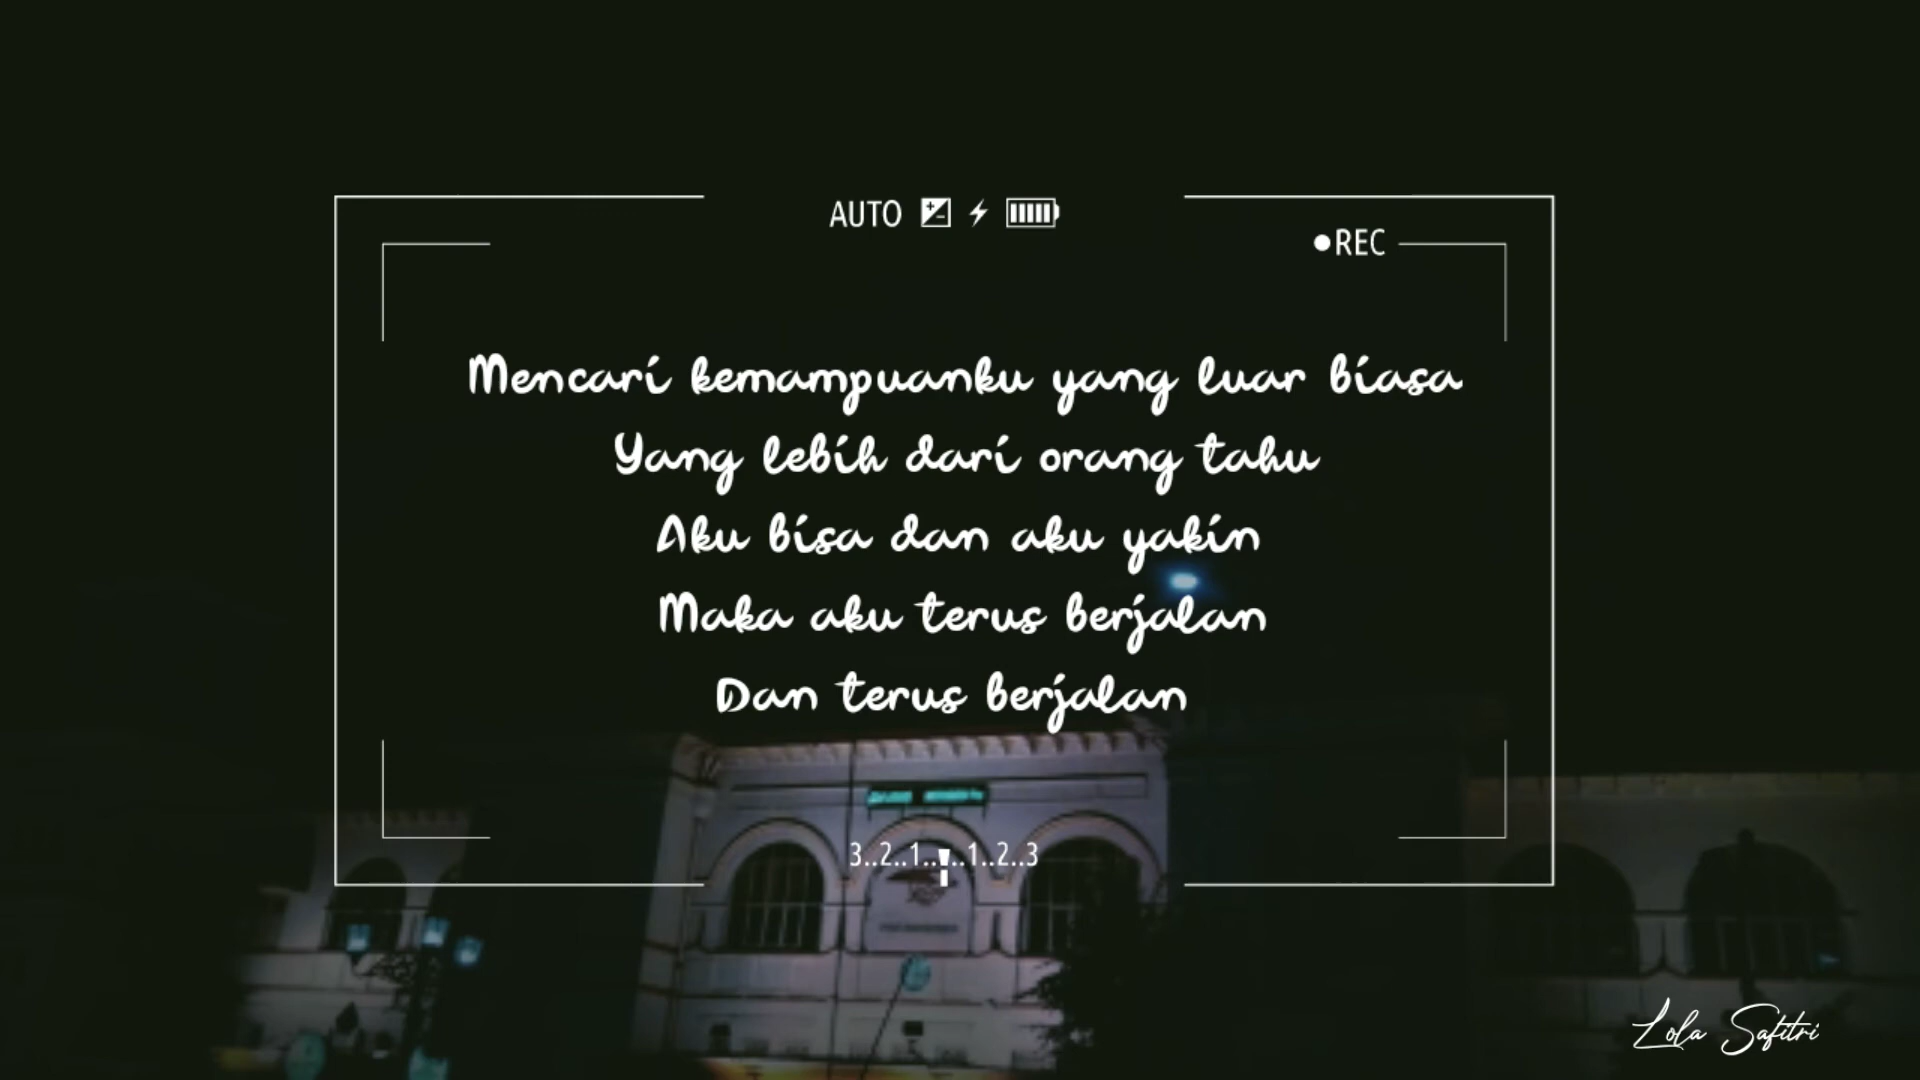 AUTO
REC
Mencari kemampuanku yang luar biasa
Yang lebih dari orang tahu
Aku bisa dan aku yakin
Maka aku terus berjalan
Dan terus berjalan
3..2..1....1..2..3
Lola Safitri